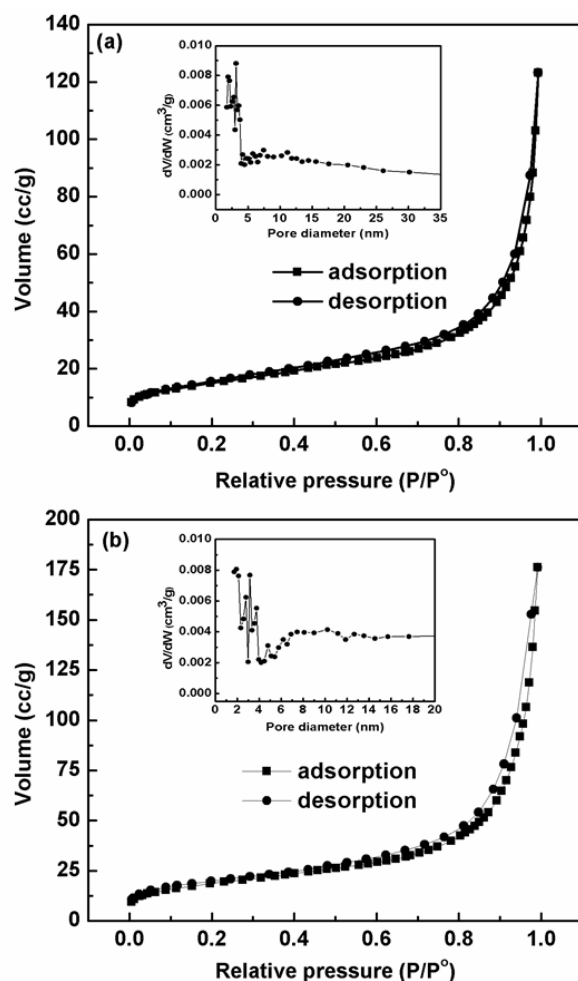 (a)
140
120
100
80
60
40
20
0
Volume (cc/g)
0.010
0.008
0.006
0.004
0.002
0.000
dV/dW (cm³/g)
0 5 10 15 20 25 30 35
Pore diameter (nm)
adsorption
desorption
0.0 0.2 0.4 0.6 0.8 1.0
Relative pressure (P/P°)
(b)
200
175
150
125
100
75
50
25
0
Volume (cc/g)
0.010
0.008
0.006
0.004
0.002
0.000
dV/dW (cm³/g)
0 2 4 6 8 10 12 14 16 18 20
Pore diameter (nm)
adsorption
desorption
0.0 0.2 0.4 0.6 0.8 1.0
Relative pressure (P/P°)